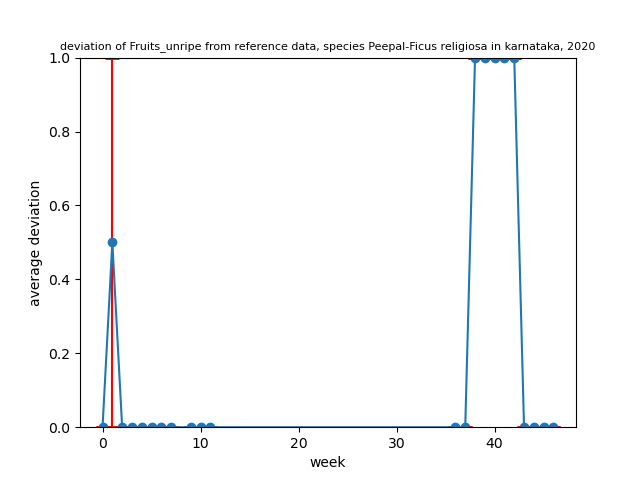 deviation of Fruits_unripe from reference data, species Peepal-Ficus religiosa in karnataka, 2020
1.0
0.8
0.6
0.4
0.2
0.0
average deviation
0 10 20 30 40
week